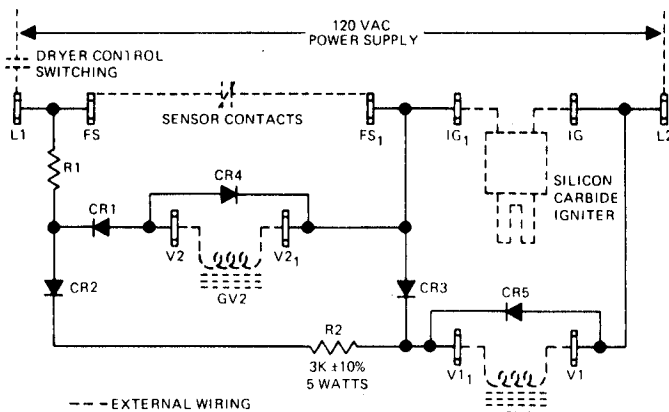 120 VAC
POWER SUPPLY
DRYER CONTROL
SWITCHING
SENSOR CONTACTS
L1
FS
FS1
IG1
IG
L2
R1
CR4
SILICON
CARBIDE
IGNITER
CR1
V2
V21
GV2
CR2
CR3
CR5
R2
3K ±10%
5 WATTS
V11
V1
EXTERNAL WIRING